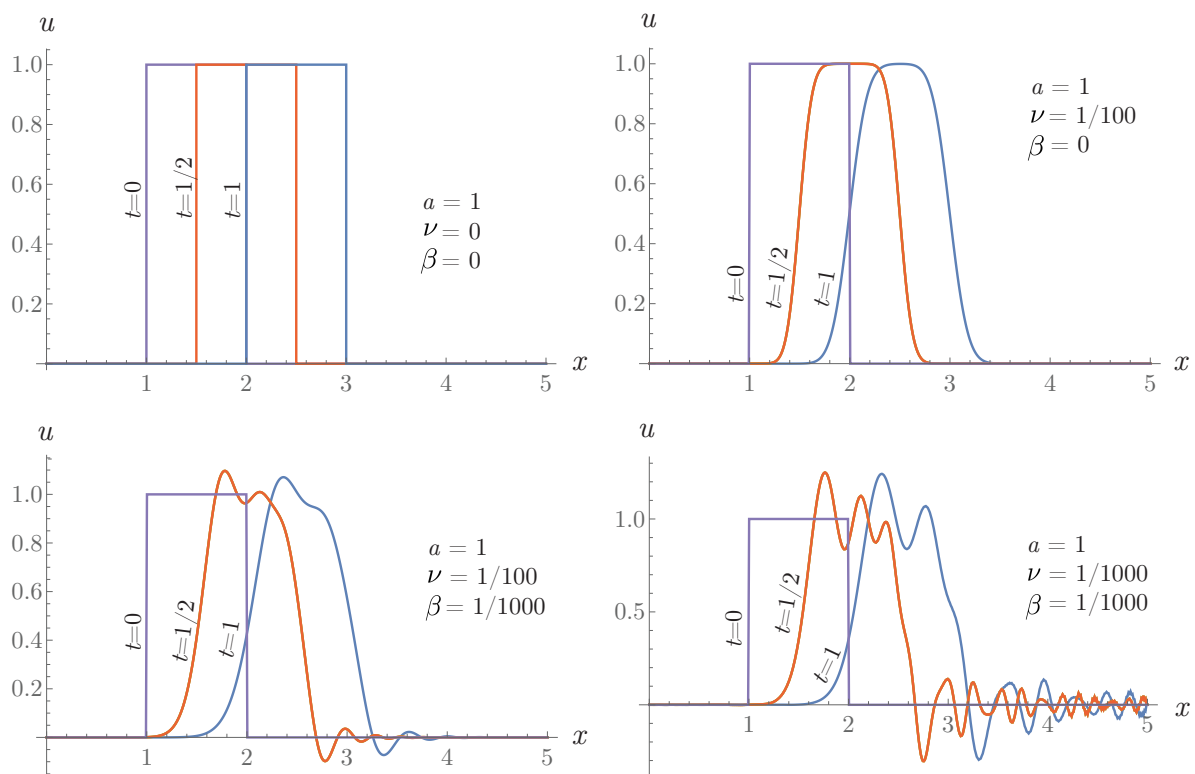 u
1.0
0.8
0.6
0.4
0.2
t=0
t=1/2
t=1
a = 1
ν = 0
β = 0
1 2 3 4 5 x
u
1.0
0.8
0.6
0.4
0.2
t=0
t=1/2
t=1
a = 1
ν = 1/100
β = 0
1 2 3 4 5 x
u
1.0
0.8
0.6
0.4
0.2
t=0
t=1/2
t=1
a = 1
ν = 1/100
β = 1/1000
1 2 3 4 5 x
u
1.0
0.5
t=0
t=1/2
t=1
a = 1
ν = 1/1000
β = 1/1000
1 2 3 4 5 x